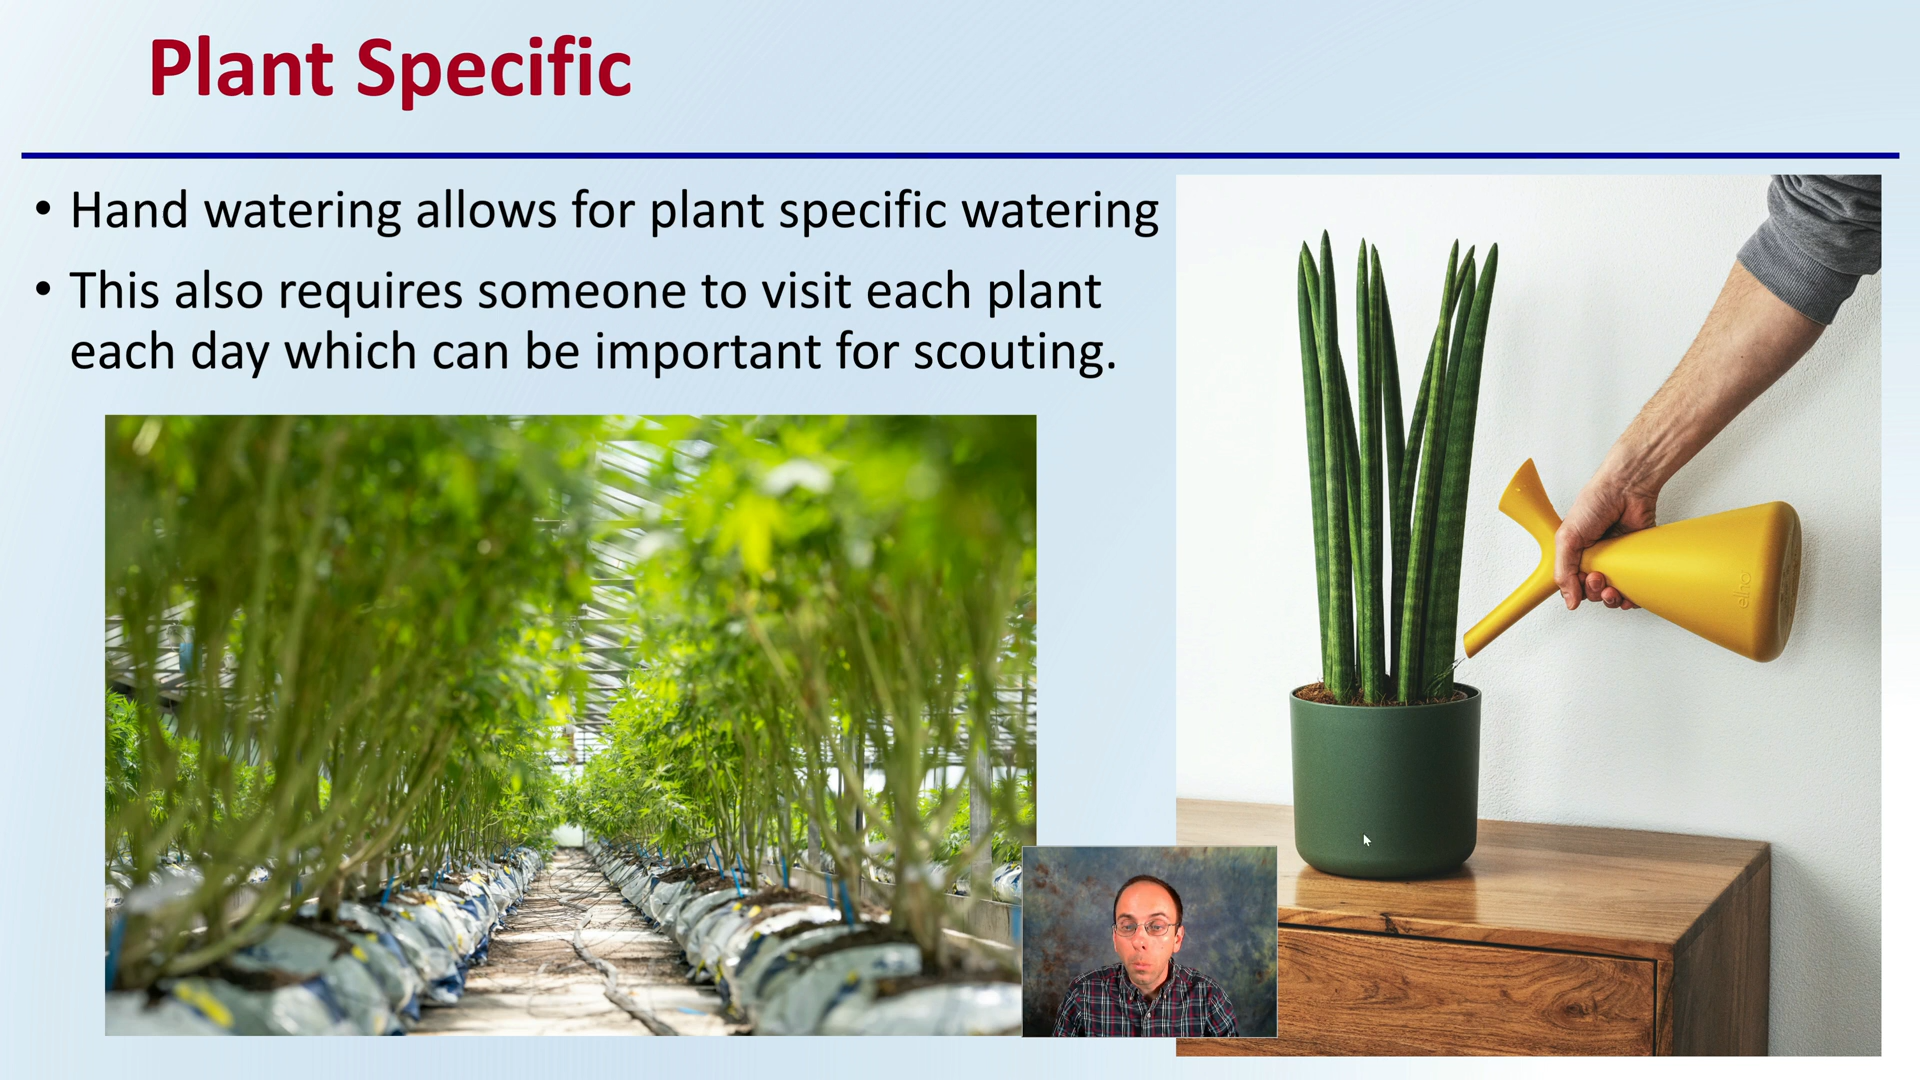 Plant Specific
• Hand watering allows for plant specific watering
• This also requires someone to visit each plant
each day which can be important for scouting.
elho